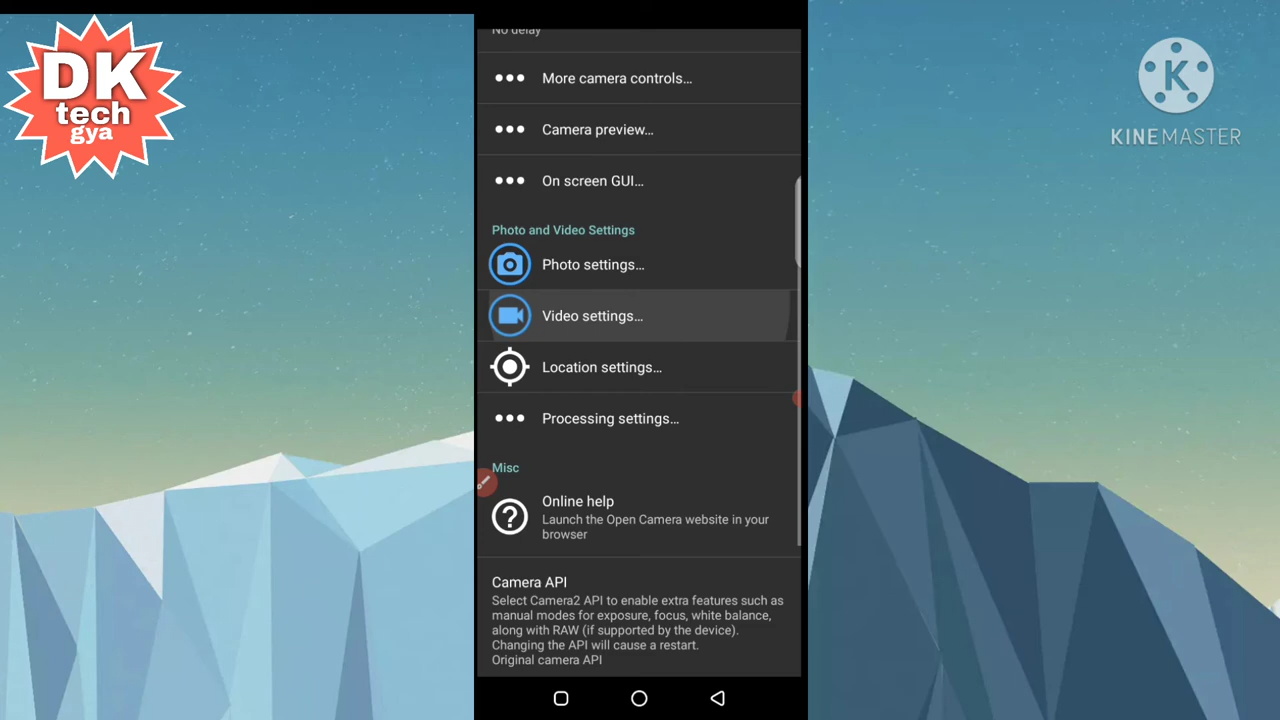 DK
tech
gya
KINEMASTER
No delay
More camera controls...
Camera preview...
On screen GUI...
Photo and Video Settings
Photo settings...
Video settings...
Location settings...
Processing settings...
Misc
Online help
Launch the Open Camera website in your
browser
Camera API
Select Camera2 API to enable extra features such as
manual modes for exposure, focus, white balance,
along with RAW (if supported by the device).
Changing the API will cause a restart.
Original camera API